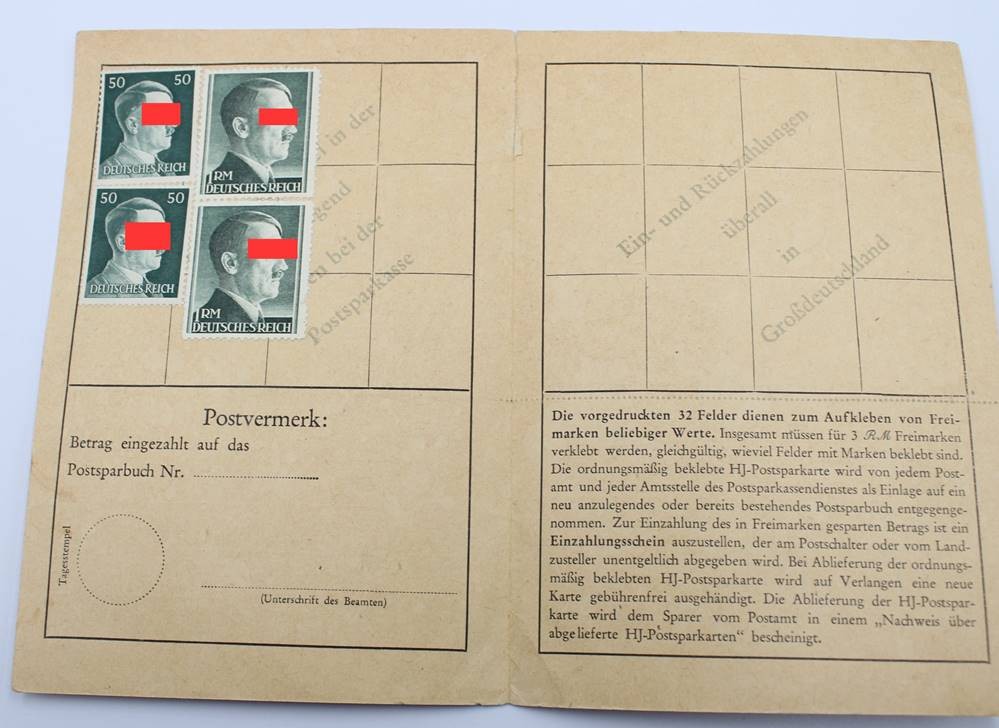 50 50
DEUTSCHES REICH
1RM
DEUTSCHES REICH
50 50
DEUTSCHES REICH
1RM
DEUTSCHES REICH
in der
bei der
Postsparkasse
Postvermerk:
Betrag eingezahlt auf das
Postsparbuch Nr.
Tagesstempel
(Unterschrift des Beamten)
Ein- und Rückzahlungen
überall
in
Großdeutschland
Die vorgedruckten 32 Felder dienen zum Aufkleben von Frei-
marken beliebiger Werte. Insgesamt müssen für 3 RM Freimarken
verklebt werden, gleichgültig, wieviel Felder mit Marken beklebt sind.
Die ordnungsmäßig beklebte HJ-Postsparkarte wird von jedem Post-
amt und jeder Amtsstelle des Postsparkassendienstes als Einlage auf ein
neu anzulegendes oder bereits bestehendes Postsparbuch entgegenge-
nommen. Zur Einzahlung des in Freimarken gesparten Betrags ist ein
Einzahlungsschein auszustellen, der am Postschalter oder vom Land-
zusteller unentgeltlich abgegeben wird. Bei Ablieferung der ordnungs-
mäßig beklebten HJ-Postsparkarte wird auf Verlangen eine neue
Karte gebührenfrei ausgehändigt. Die Ablieferung der HJ-Postspar-
karte wird dem Sparer vom Postamt in einem „Nachweis über
abgelieferte HJ-Postsparkarten“ bescheinigt.